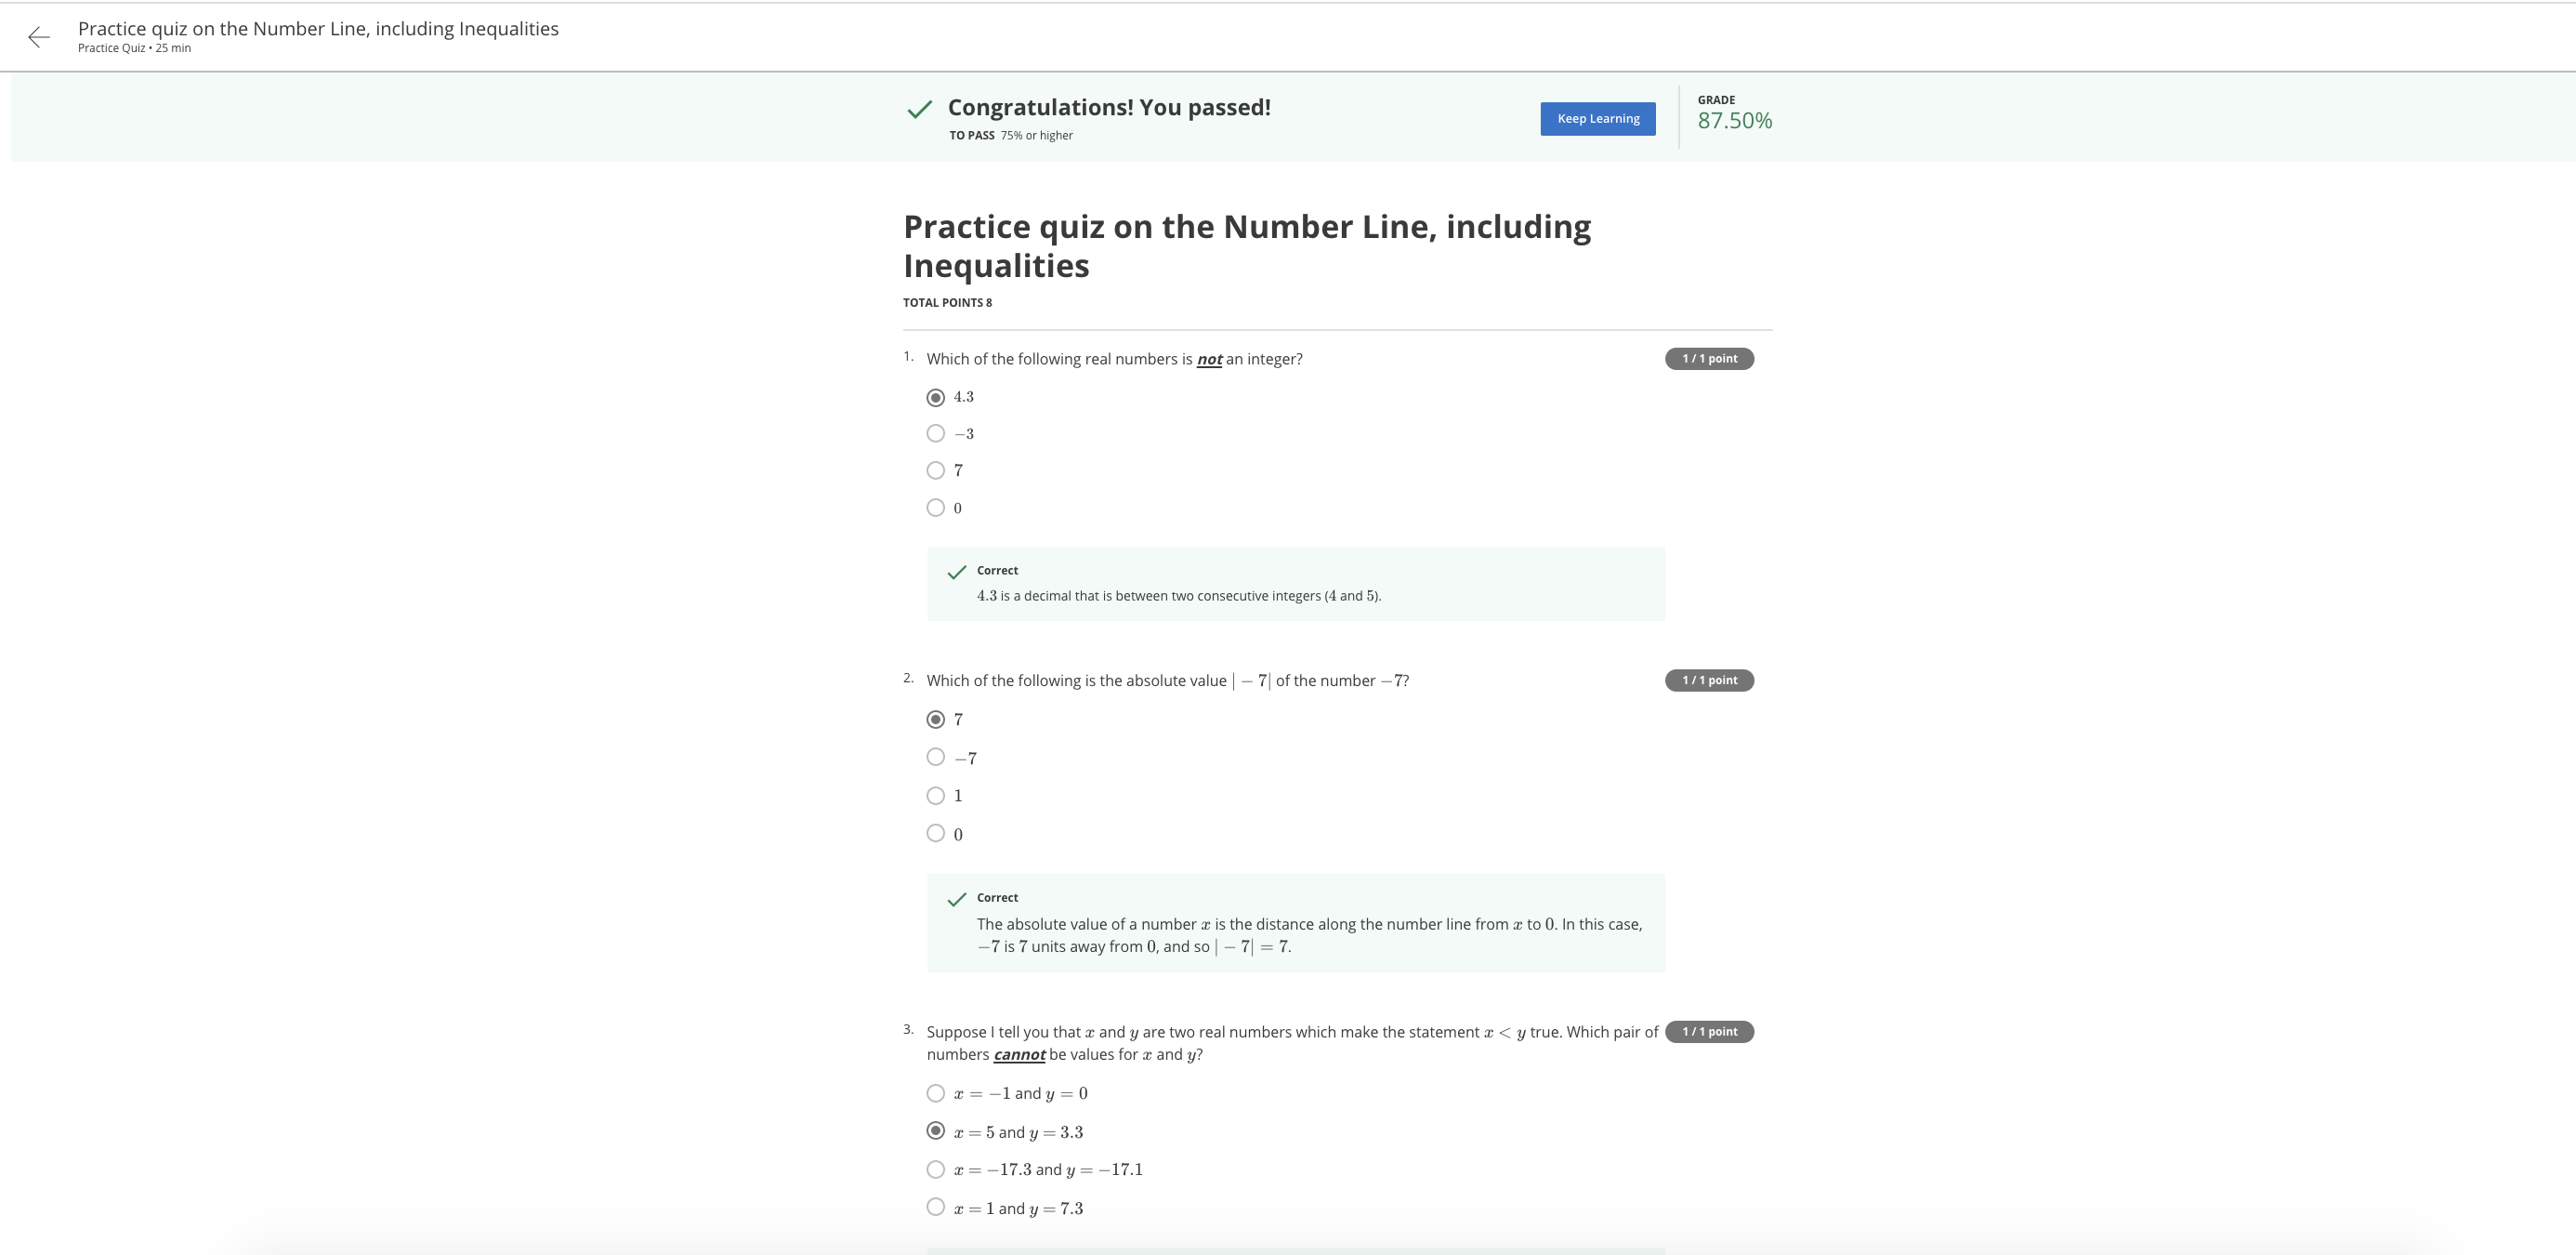 Practice quiz on the Number Line, including Inequalities
Practice Quiz • 25 min
Congratulations! You passed!
TO PASS 75% or higher
Keep Learning
GRADE
87.50%
Practice quiz on the Number Line, including
Inequalities
TOTAL POINTS 8
1. Which of the following real numbers is not an integer?
1 / 1 point
4.3
−3
7
0
Correct
4.3 is a decimal that is between two consecutive integers (4 and 5).
2. Which of the following is the absolute value | − 7| of the number −7?
1 / 1 point
7
−7
1
0
Correct
The absolute value of a number x is the distance along the number line from x to 0. In this case,
−7 is 7 units away from 0, and so | − 7| = 7.
3. Suppose I tell you that x and y are two real numbers which make the statement x < y true. Which pair of
numbers cannot be values for x and y?
1 / 1 point
x = −1 and y = 0
x = 5 and y = 3.3
x = −17.3 and y = −17.1
x = 1 and y = 7.3